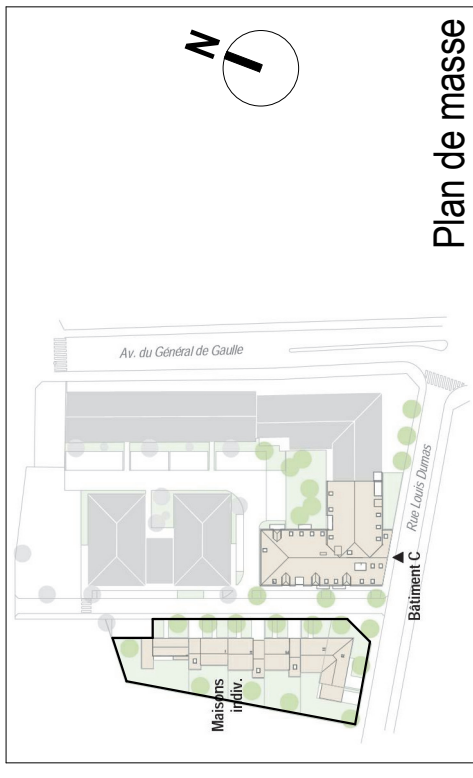 N
Plan de masse
Av. du Général de Gaulle
Rue Louis Dumas
Bâtiment C
Maisons
indiv.